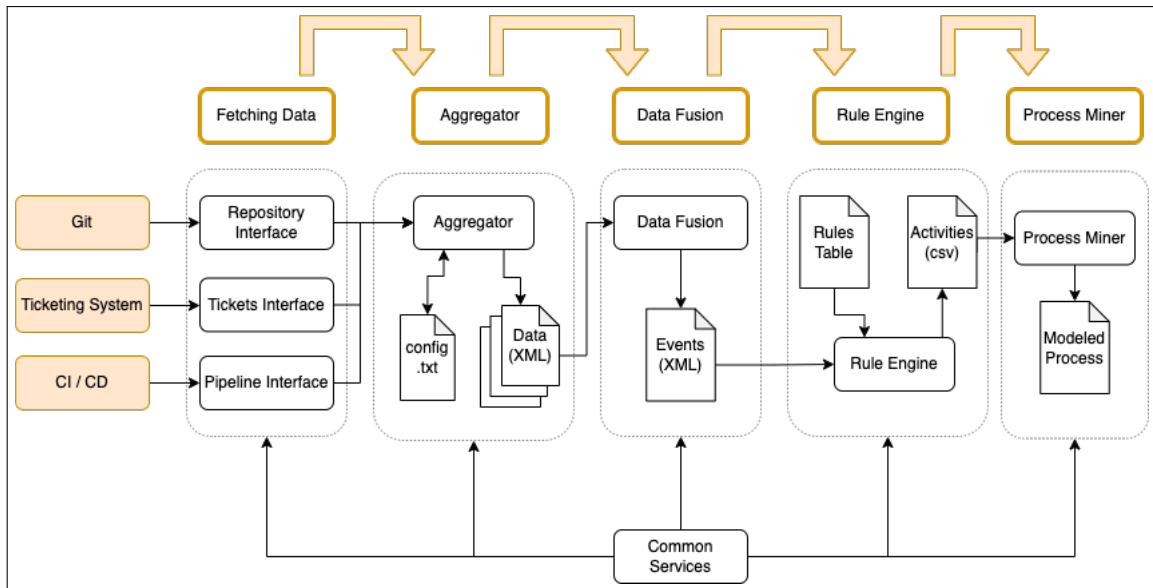 Fetching Data
Aggregator
Data Fusion
Rule Engine
Process Miner
Git
Ticketing System
CI / CD
Repository
Interface
Tickets Interface
Pipeline Interface
Aggregator
config
.txt
Data
(XML)
Data Fusion
Events
(XML)
Rules
Table
Activities
(csv)
Rule Engine
Process Miner
Modeled
Process
Common
Services